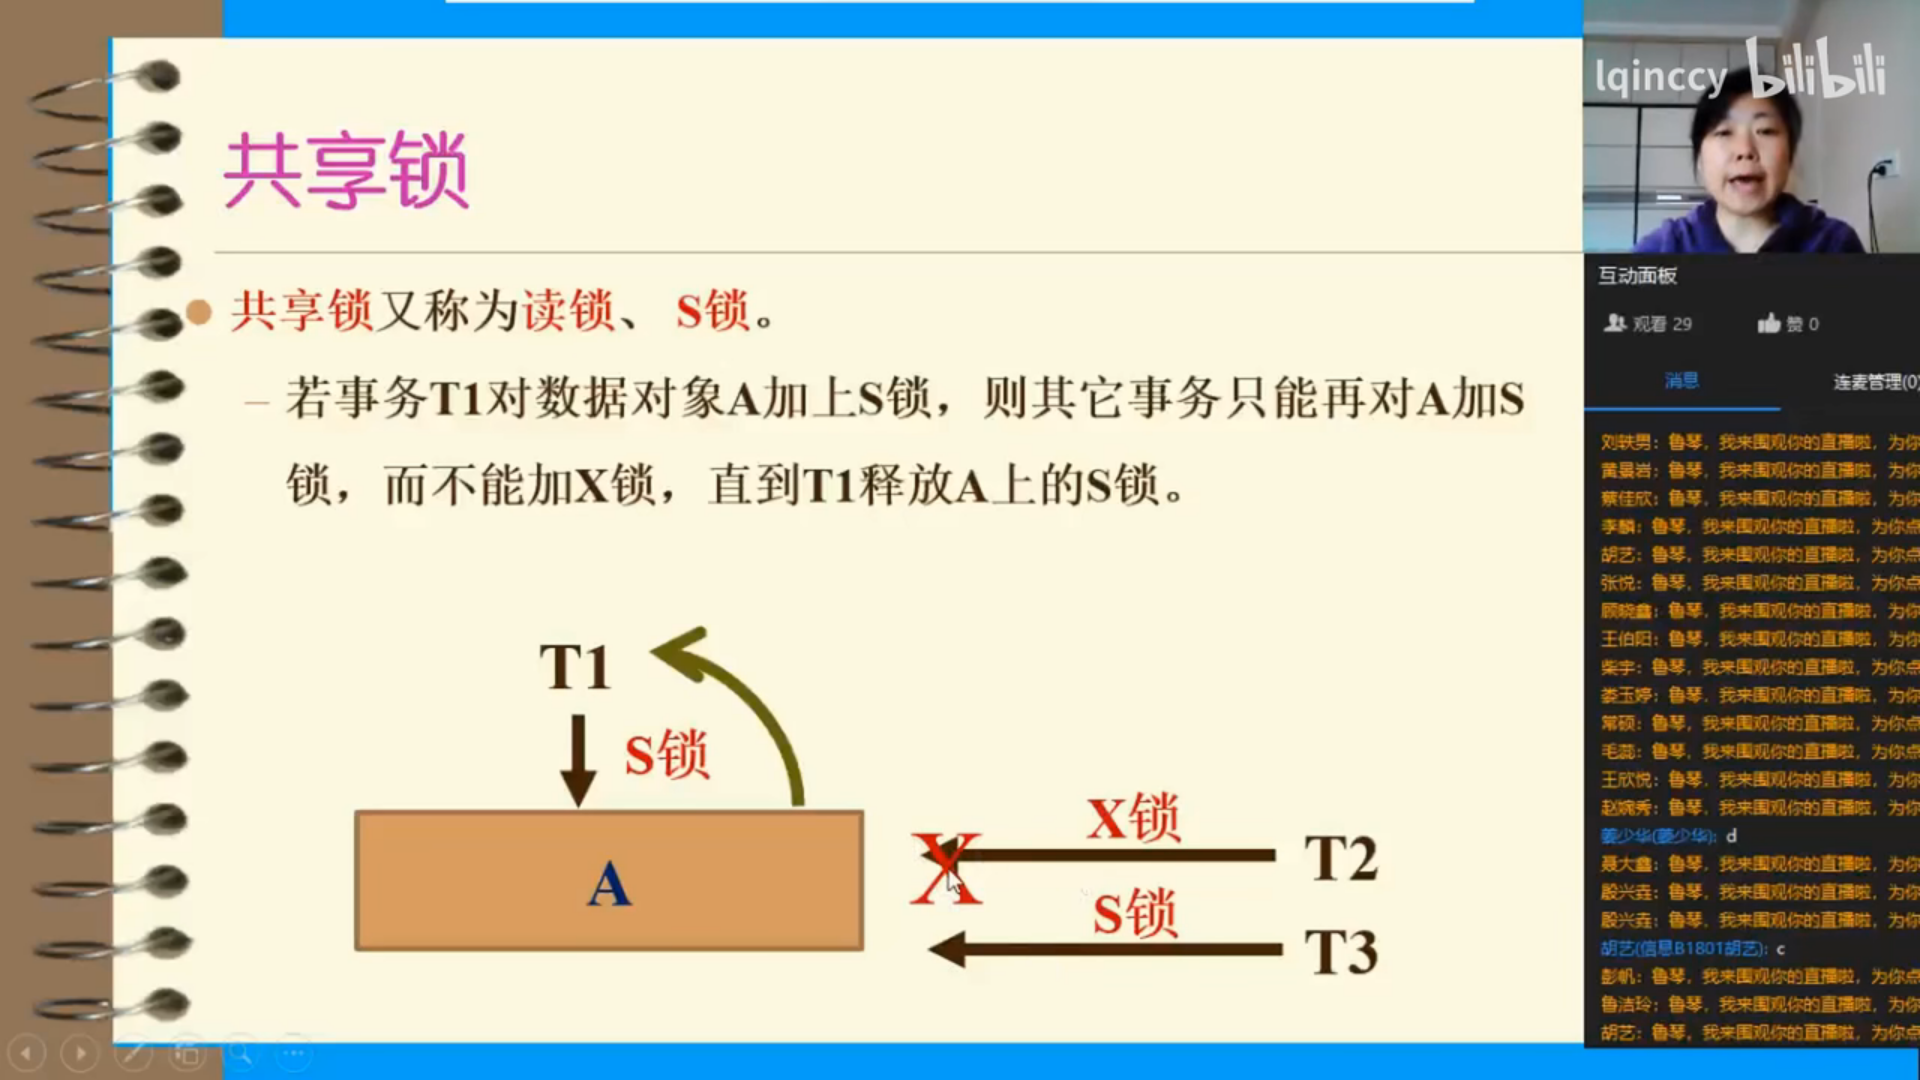 共享锁
共享锁又称为读锁、 S锁。
– 若事务T1对数据对象A加上S锁，则其它事务只能再对A加S
锁，而不能加X锁，直到T1释放A上的S锁。
T1
S锁
A
X
X锁
T2
S锁
T3
lqinccy bilibili
互动面板
观看 29
赞 0
消息
连麦管理(0)
刘轶男：鲁琴，我来围观你的直播啦，为你
黄晨岩：鲁琴，我来围观你的直播啦，为你
蔡佳欣：鲁琴，我来围观你的直播啦，为你
李麟：鲁琴，我来围观你的直播啦，为你点
胡艺：鲁琴，我来围观你的直播啦，为你点
张悦：鲁琴，我来围观你的直播啦，为你点
顾晓鑫：鲁琴，我来围观你的直播啦，为你
王伯阳：鲁琴，我来围观你的直播啦，为你
柴宇：鲁琴，我来围观你的直播啦，为你点
娄玉婷：鲁琴，我来围观你的直播啦，为你
常硕：鲁琴，我来围观你的直播啦，为你点
毛蕊：鲁琴，我来围观你的直播啦，为你点
王欣悦：鲁琴，我来围观你的直播啦，为你
赵婉秀：鲁琴，我来围观你的直播啦，为你
姜少华(姜少华)：d
聂大鑫：鲁琴，我来围观你的直播啦，为你
殷兴垚：鲁琴，我来围观你的直播啦，为你
殷兴垚：鲁琴，我来围观你的直播啦，为你
胡艺(信息B1801胡艺)：c
彭帆：鲁琴，我来围观你的直播啦，为你点
鲁洁玲：鲁琴，我来围观你的直播啦，为你
胡艺：鲁琴，我来围观你的直播啦，为你点